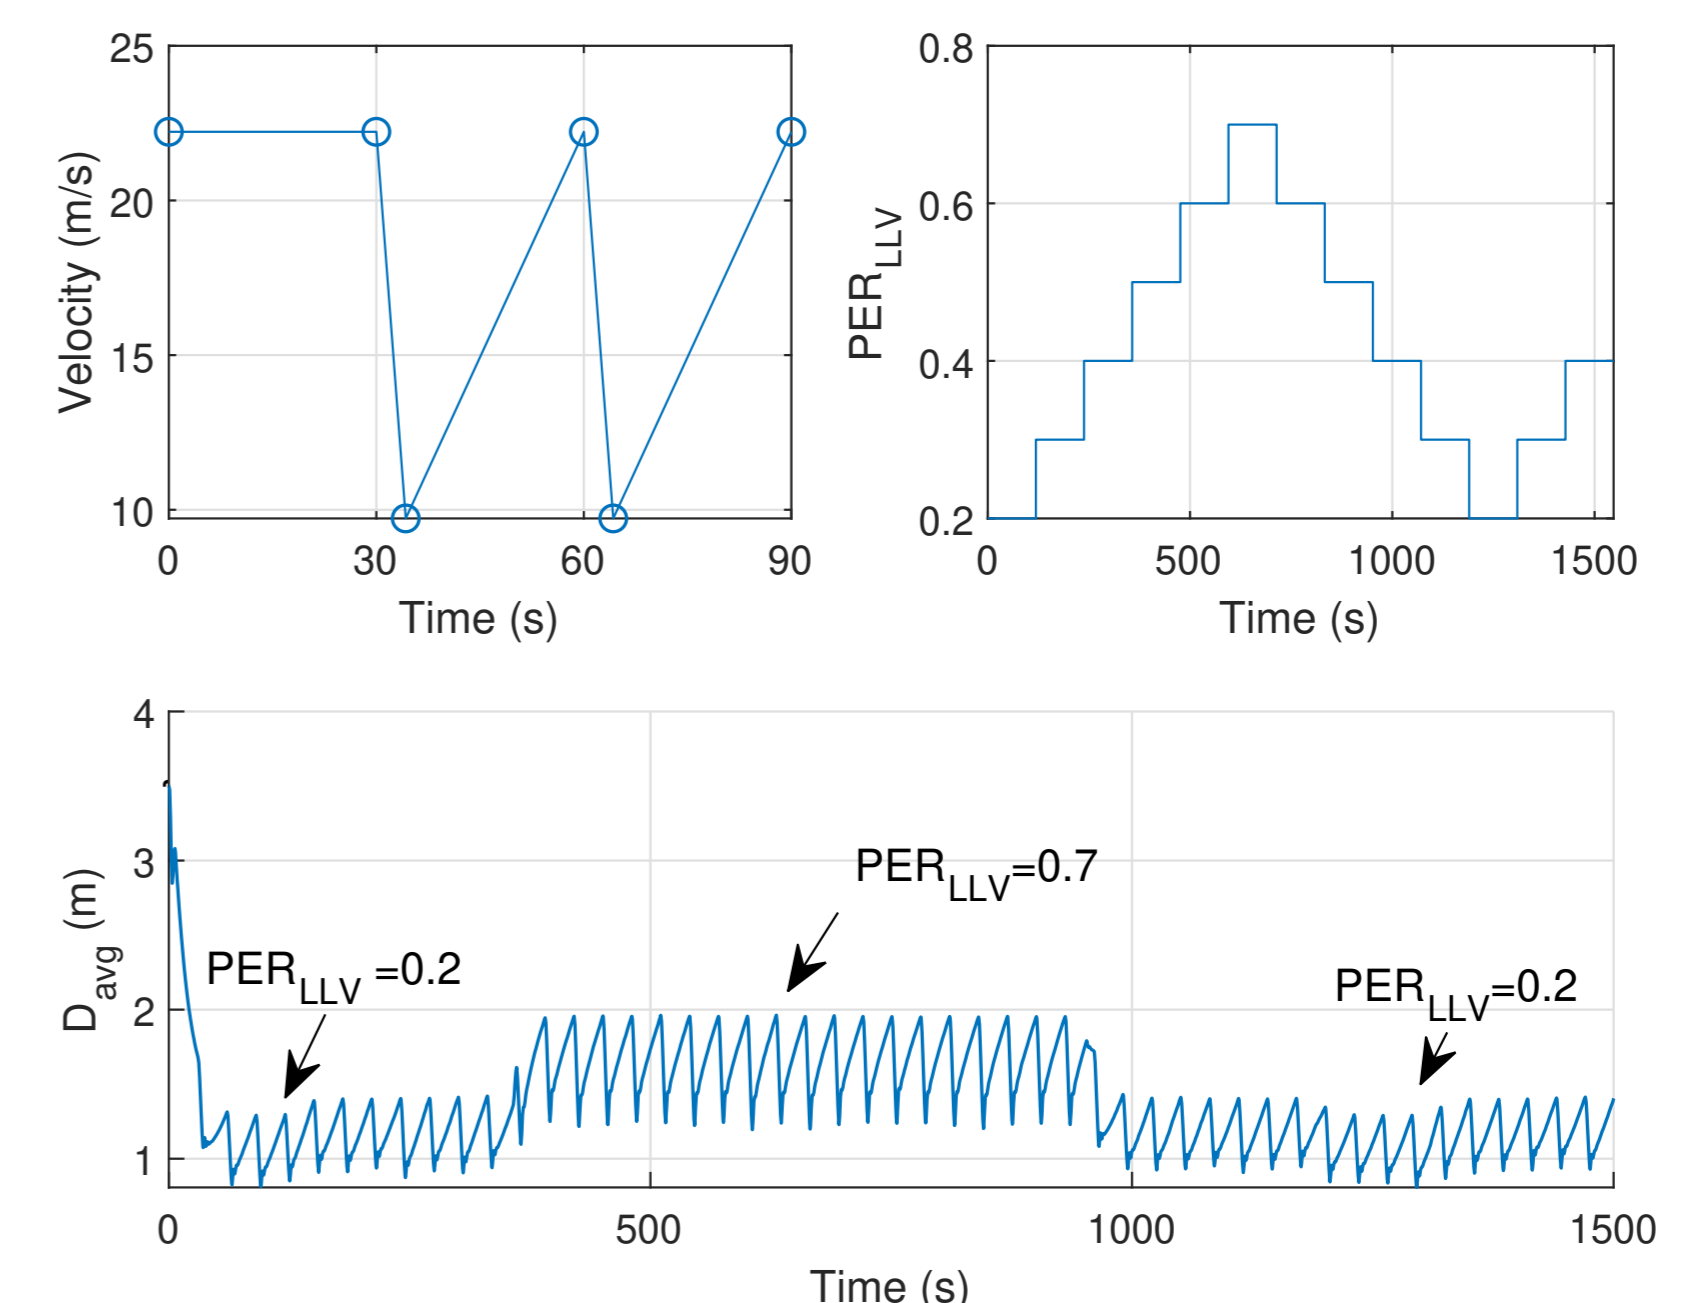 25
20
15
10
Velocity (m/s)
0 30 60 90
Time (s)
0.8
0.6
0.4
0.2
PER_LLV
0 500 1000 1500
Time (s)
4
3
2
1
D_avg (m)
PER_LLV =0.2
PER_LLV=0.7
PER_LLV=0.2
0 500 1000 1500
Time (s)